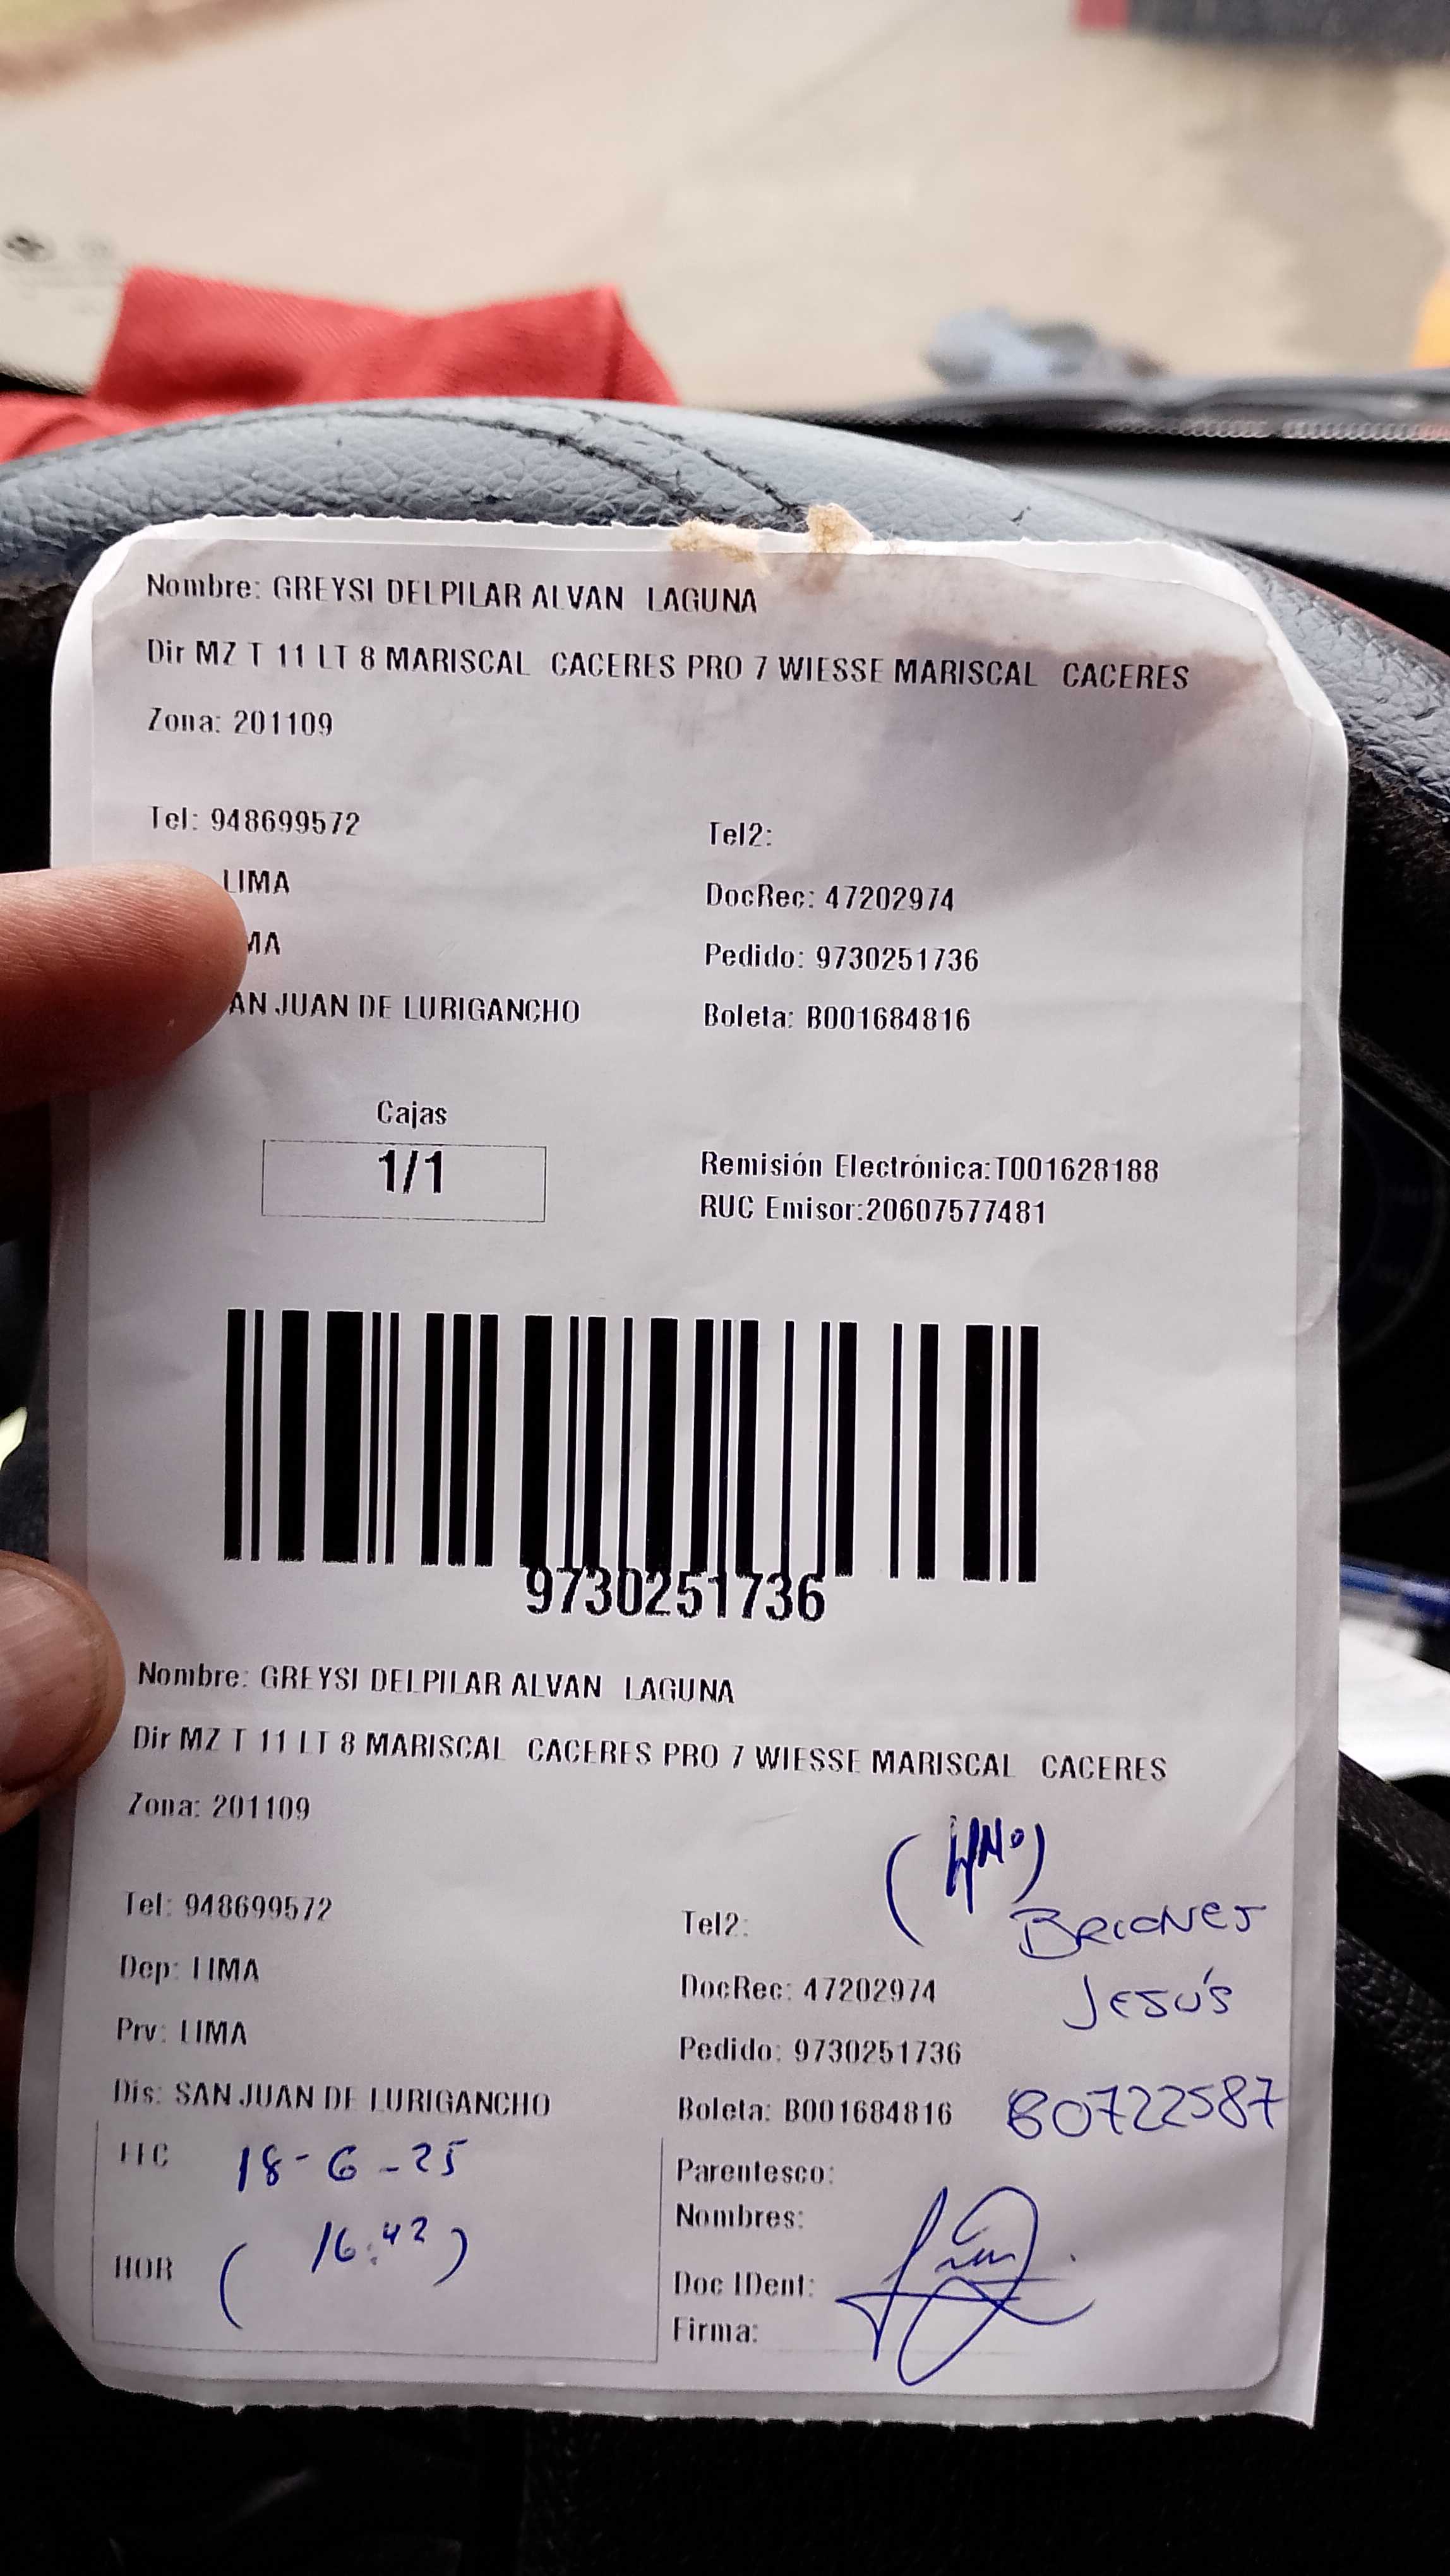 Nombre: GREYSI DELPILAR ALVAN LAGUNA
Dir MZ T 11 LT 8 MARISCAL CACERES PRO 7 WIESSE MARISCAL CACERES
Zona: 201109
Tel: 948699572
Tel2:
LIMA
DocRec: 47202974
MA
Pedido: 9730251736
AN JUAN DE LURIGANCHO
Boleta: B001684816
Cajas
1/1
Remisión Electrónica:T001628188
RUC Emisor:20607577481
9730251736
Nombre: GREYSI DELPILAR ALVAN LAGUNA
Dir MZ T 11 LT 8 MARISCAL CACERES PRO 7 WIESSE MARISCAL CACERES
Zona: 201109
Tel: 948699572
Tel2:
Briones
Dep: LIMA
DocRec: 47202974
Jesús
Prv: LIMA
Pedido: 9730251736
Dis: SAN JUAN DE LURIGANCHO
Boleta: B001684816
80722587
18-6-25
Parentesco:
Nombres:
HOR
(16:42)
Doc IDent:
Firma: